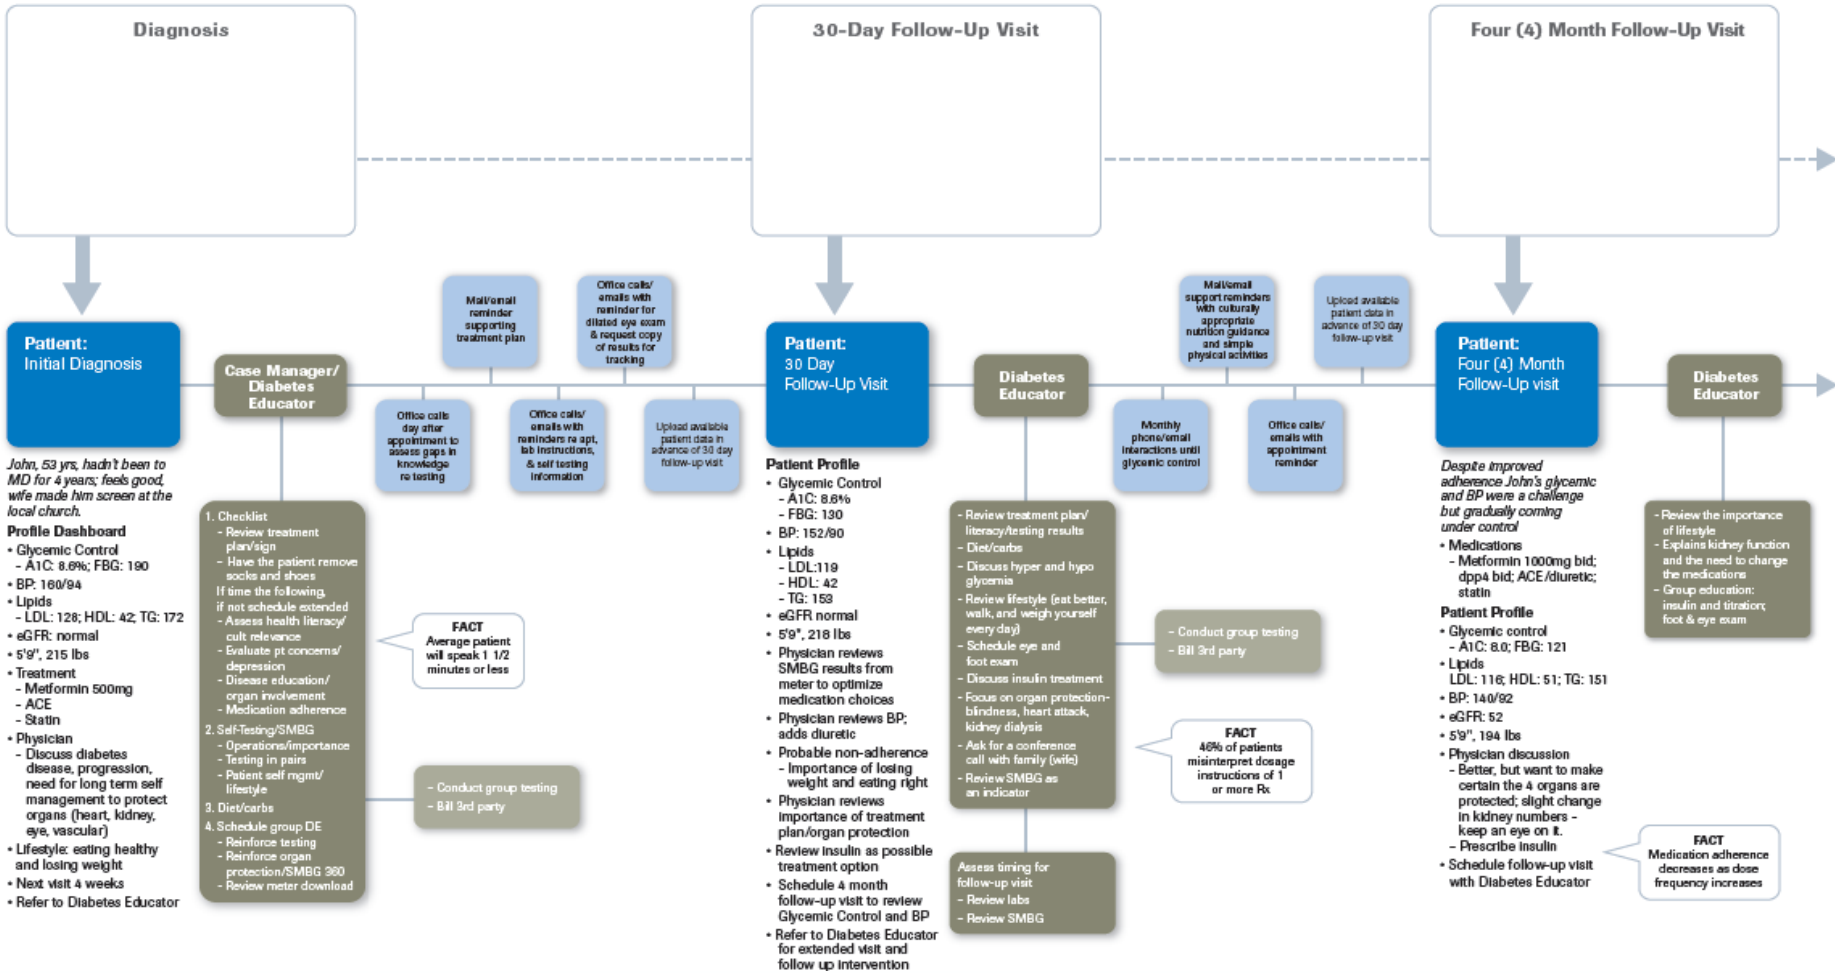 Diagnosis
30-Day Follow-Up Visit
Four (4) Month Follow-Up Visit
Patient:
Initial Diagnosis
John, 53 yrs, hadn't been to
MD for 4 years; feels good,
wife made him screen at the
local church.
Profile Dashboard
• Glycemic Control
– A1C: 8.6%; FBG: 190
• BP: 160/94
• Lipids
– LDL: 128; HDL: 42; TG: 172
• eGFR: normal
• 5'9", 215 lbs
• Treatment
– Metformin 500mg
– ACE
– Statin
• Physician
– Discuss diabetes
disease, progression,
need for long term self
management to protect
organs (heart, kidney,
eye, vascular)
• Lifestyle: eating healthy
and losing weight
• Next visit 4 weeks
• Refer to Diabetes Educator
Case Manager/
Diabetes
Educator
1. Checklist
– Review treatment
plan/sign
– Have the patient remove
socks and shoes
If time the following,
if not schedule extended
– Assess health literacy/
cult relevance
– Evaluate pt concerns/
depression
– Disease education/
organ involvement
– Medication adherence
2. Self-Testing/SMBG
– Operations/importance
– Testing in pairs
– Patient self mgmt/
lifestyle
3. Diet/carbs
4. Schedule group DE
– Reinforce testing
– Reinforce organ
protection/SMBG 360
– Review meter download
FACT
Average patient
will speak 1 1/2
minutes or less
– Conduct group testing
– Bill 3rd party
Office calls
day after
appointment to
assess gaps in
knowledge
re testing
Mail/email
reminder
supporting
treatment plan
Office calls/
emails with
reminders re apt,
lab instructions,
& self testing
information
Office calls/
emails with
reminder for
dilated eye exam
& request copy
of results for
tracking
Upload available
patient data in
advance of 30 day
follow-up visit
Patient:
30 Day
Follow-Up Visit
Patient Profile
• Glycemic Control
– A1C: 8.6%
– FBG: 130
• BP: 152/90
• Lipids
– LDL:119
– HDL: 42
– TG: 153
• eGFR normal
• 5'9", 218 lbs
• Physician reviews
SMBG results from
meter to optimize
medication choices
• Physician reviews BP;
adds diuretic
• Probable non-adherence
– Importance of losing
weight and eating right
• Physician reviews
importance of treatment
plan/organ protection
• Review insulin as possible
treatment option
• Schedule 4 month
follow-up visit to review
Glycemic Control and BP
• Refer to Diabetes Educator
for extended visit and
follow up intervention
Diabetes
Educator
– Review treatment plan/
literacy/testing results
– Diet/carbs
– Discuss hyper and hypo
glycemia
– Review lifestyle (eat better,
walk, and weigh yourself
every day)
– Schedule eye and
foot exam
– Discuss insulin treatment
– Focus on organ protection-
blindness, heart attack,
kidney dialysis
– Ask for a conference
call with family (wife)
– Review SMBG as
an indicator
Assess timing for
follow-up visit
– Review labs
– Review SMBG
– Conduct group testing
– Bill 3rd party
FACT
46% of patients
misinterpret dosage
instructions of 1
or more Rx
Monthly
phone/email
interactions until
glycemic control
Mail/email
support reminders
with culturally
appropriate
nutrition guidance
and simple
physical activities
Office calls/
emails with
appointment
reminder
Upload available
patient data in
advance of 30 day
follow-up visit
Patient:
Four (4) Month
Follow-Up visit
Despite improved
adherence John's glycemic
and BP were a challenge
but gradually coming
under control
• Medications
– Metformin 1000mg bid;
dpp4 bid; ACE/diuretic;
statin
Patient Profile
• Glycemic control
– A1C: 8.0; FBG: 121
• Lipids
LDL: 116; HDL: 51; TG: 151
• BP: 140/92
• eGFR: 52
• 5'9", 194 lbs
• Physician discussion
– Better, but want to make
certain the 4 organs are
protected; slight change
in kidney numbers –
keep an eye on it.
– Prescribe insulin
• Schedule follow-up visit
with Diabetes Educator
Diabetes
Educator
– Review the importance
of lifestyle
– Explains kidney function
and the need to change
the medications
– Group education:
insulin and titration;
foot & eye exam
FACT
Medication adherence
decreases as dose
frequency increases